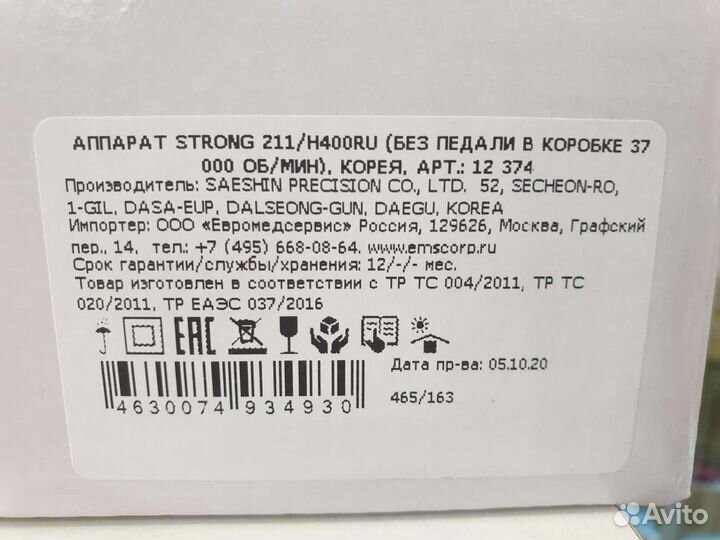 АППАРАТ STRONG 211/H400RU (БЕЗ ПЕДАЛИ В КОРОБКЕ 37
000 ОБ/МИН), КОРЕЯ, АРТ.: 12 374
Производитель: SAESHIN PRECISION CO., LTD. 52, SECHEON-RO,
1-GIL, DASA-EUP, DALSEONG-GUN, DAEGU, KOREA
Импортер: ООО «Евромедсервис» Россия, 129626, Москва, Графский
пер., 14, тел.: +7 (495) 668-08-64. www.emscorp.ru
Срок гарантии/службы/хранения: 12/-/- мес.
Товар изготовлен в соответствии с ТР ТС 004/2011, ТР ТС
020/2011, ТР ЕАЭС 037/2016
EAC
Дата пр-ва: 05.10.20
4630074 934930
465/163
Avito